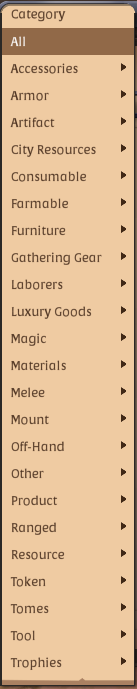 Category
All
Accessories
Armor
Artifact
City Resources
Consumable
Farmable
Furniture
Gathering Gear
Laborers
Luxury Goods
Magic
Materials
Melee
Mount
Off-Hand
Other
Product
Ranged
Resource
Token
Tomes
Tool
Trophies